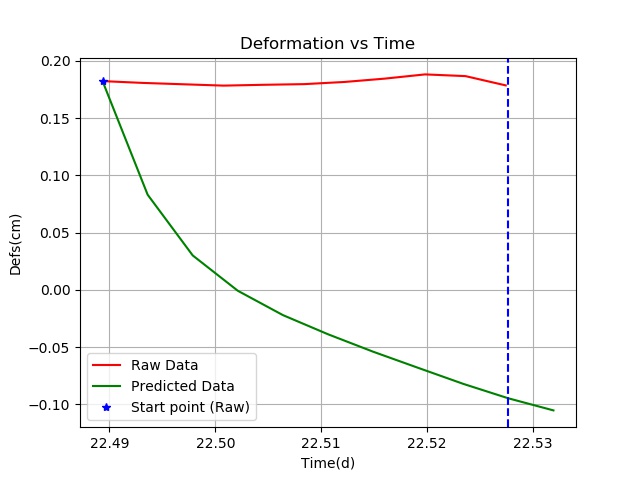 Deformation vs Time
0.20
0.15
0.10
0.05
0.00
−0.05
−0.10
Defs(cm)
Raw Data
Predicted Data
Start point (Raw)
22.49 22.50 22.51 22.52 22.53
Time(d)